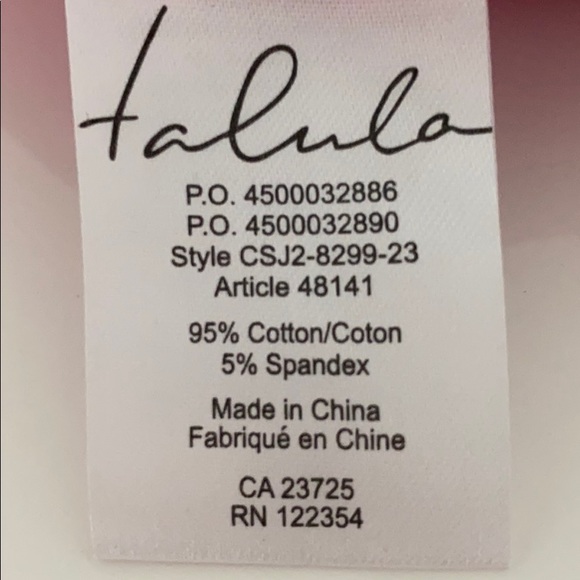 talula
P.O. 4500032886
P.O. 4500032890
Style CSJ2-8299-23
Article 48141
95% Cotton/Coton
5% Spandex
Made in China
Fabriqué en Chine
CA 23725
RN 122354